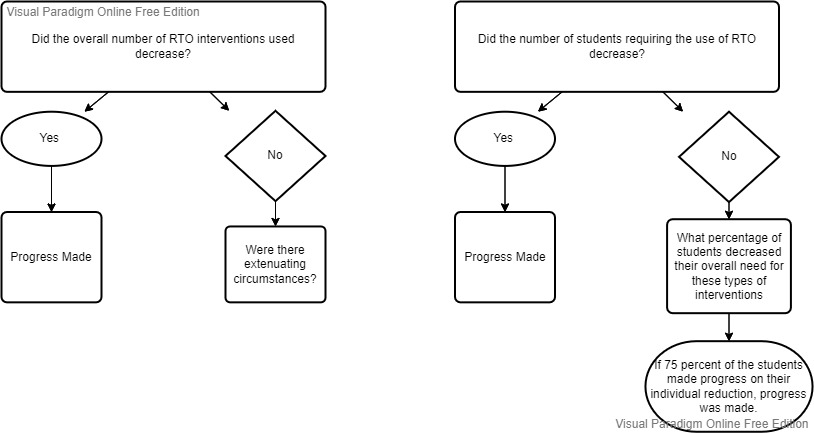 Visual Paradigm Online Free Edition
Did the overall number of RTO interventions used
decrease?
Yes
No
Progress Made
Were there
extenuating
circumstances?
Did the number of students requiring the use of RTO
decrease?
Yes
No
Progress Made
What percentage of
students decreased
their overall need for
these types of
interventions
If 75 percent of the students
made progress on their
individual reduction, progress
was made.
Visual Paradigm Online Free Edition